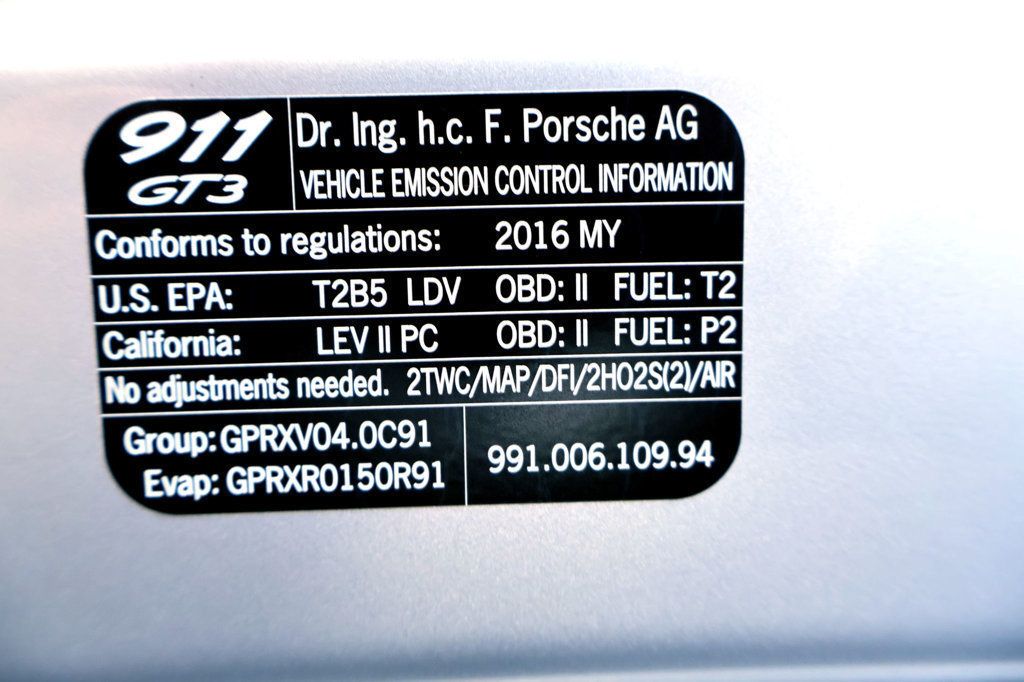 911
GT3
Dr. Ing. h.c. F. Porsche AG
VEHICLE EMISSION CONTROL INFORMATION
Conforms to regulations: 2016 MY
U.S. EPA: T2B5 LDV OBD: II FUEL: T2
California: LEV II PC OBD: II FUEL: P2
No adjustments needed. 2TWC/MAP/DFI/2HO2S(2)/AIR
Group: GPRXV04.0C91
Evap: GPRXR0150R91
991.006.109.94